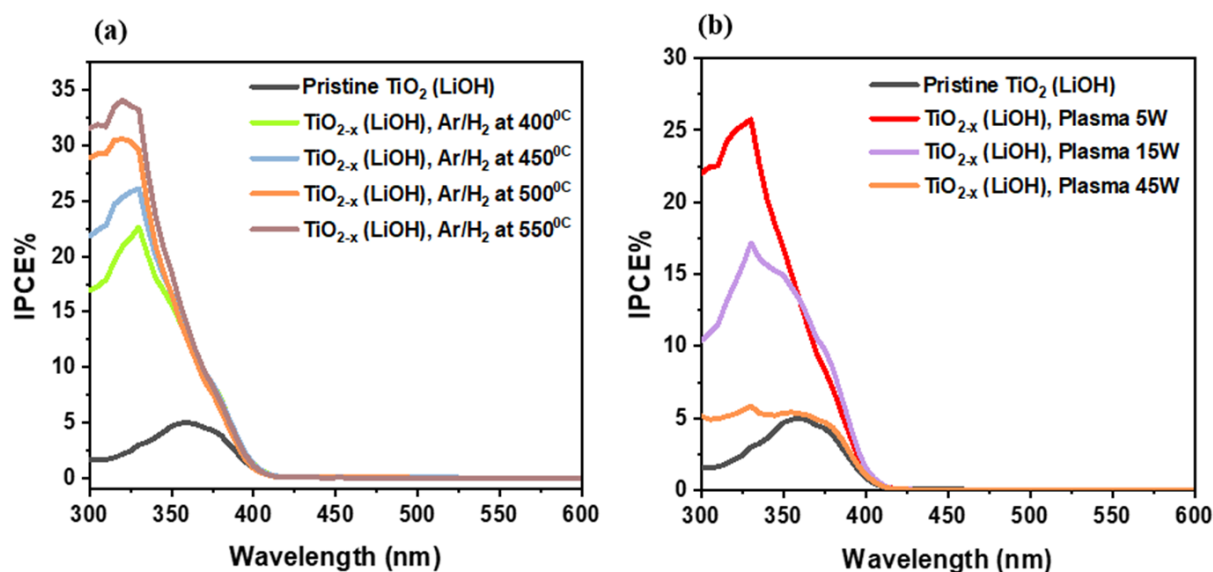 (a)
IPCE%
35
30
25
20
15
10
5
0
300 350 400 450 500 550 600
Wavelength (nm)
Pristine TiO₂ (LiOH)
TiO₂₋ₓ (LiOH), Ar/H₂ at 400⁰ᶜ
TiO₂₋ₓ (LiOH), Ar/H₂ at 450⁰ᶜ
TiO₂₋ₓ (LiOH), Ar/H₂ at 500⁰ᶜ
TiO₂₋ₓ (LiOH), Ar/H₂ at 550⁰ᶜ
(b)
IPCE%
30
25
20
15
10
5
0
300 350 400 450 500 550 600
Wavelength (nm)
Pristine TiO₂ (LiOH)
TiO₂₋ₓ (LiOH), Plasma 5W
TiO₂₋ₓ (LiOH), Plasma 15W
TiO₂₋ₓ (LiOH), Plasma 45W